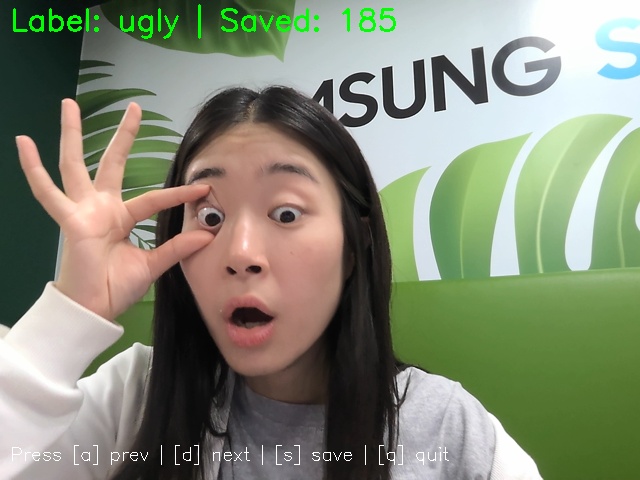 Label: ugly | Saved: 185
MSUNG S
Press [a] prev | [d] next | [s] save | [q] quit